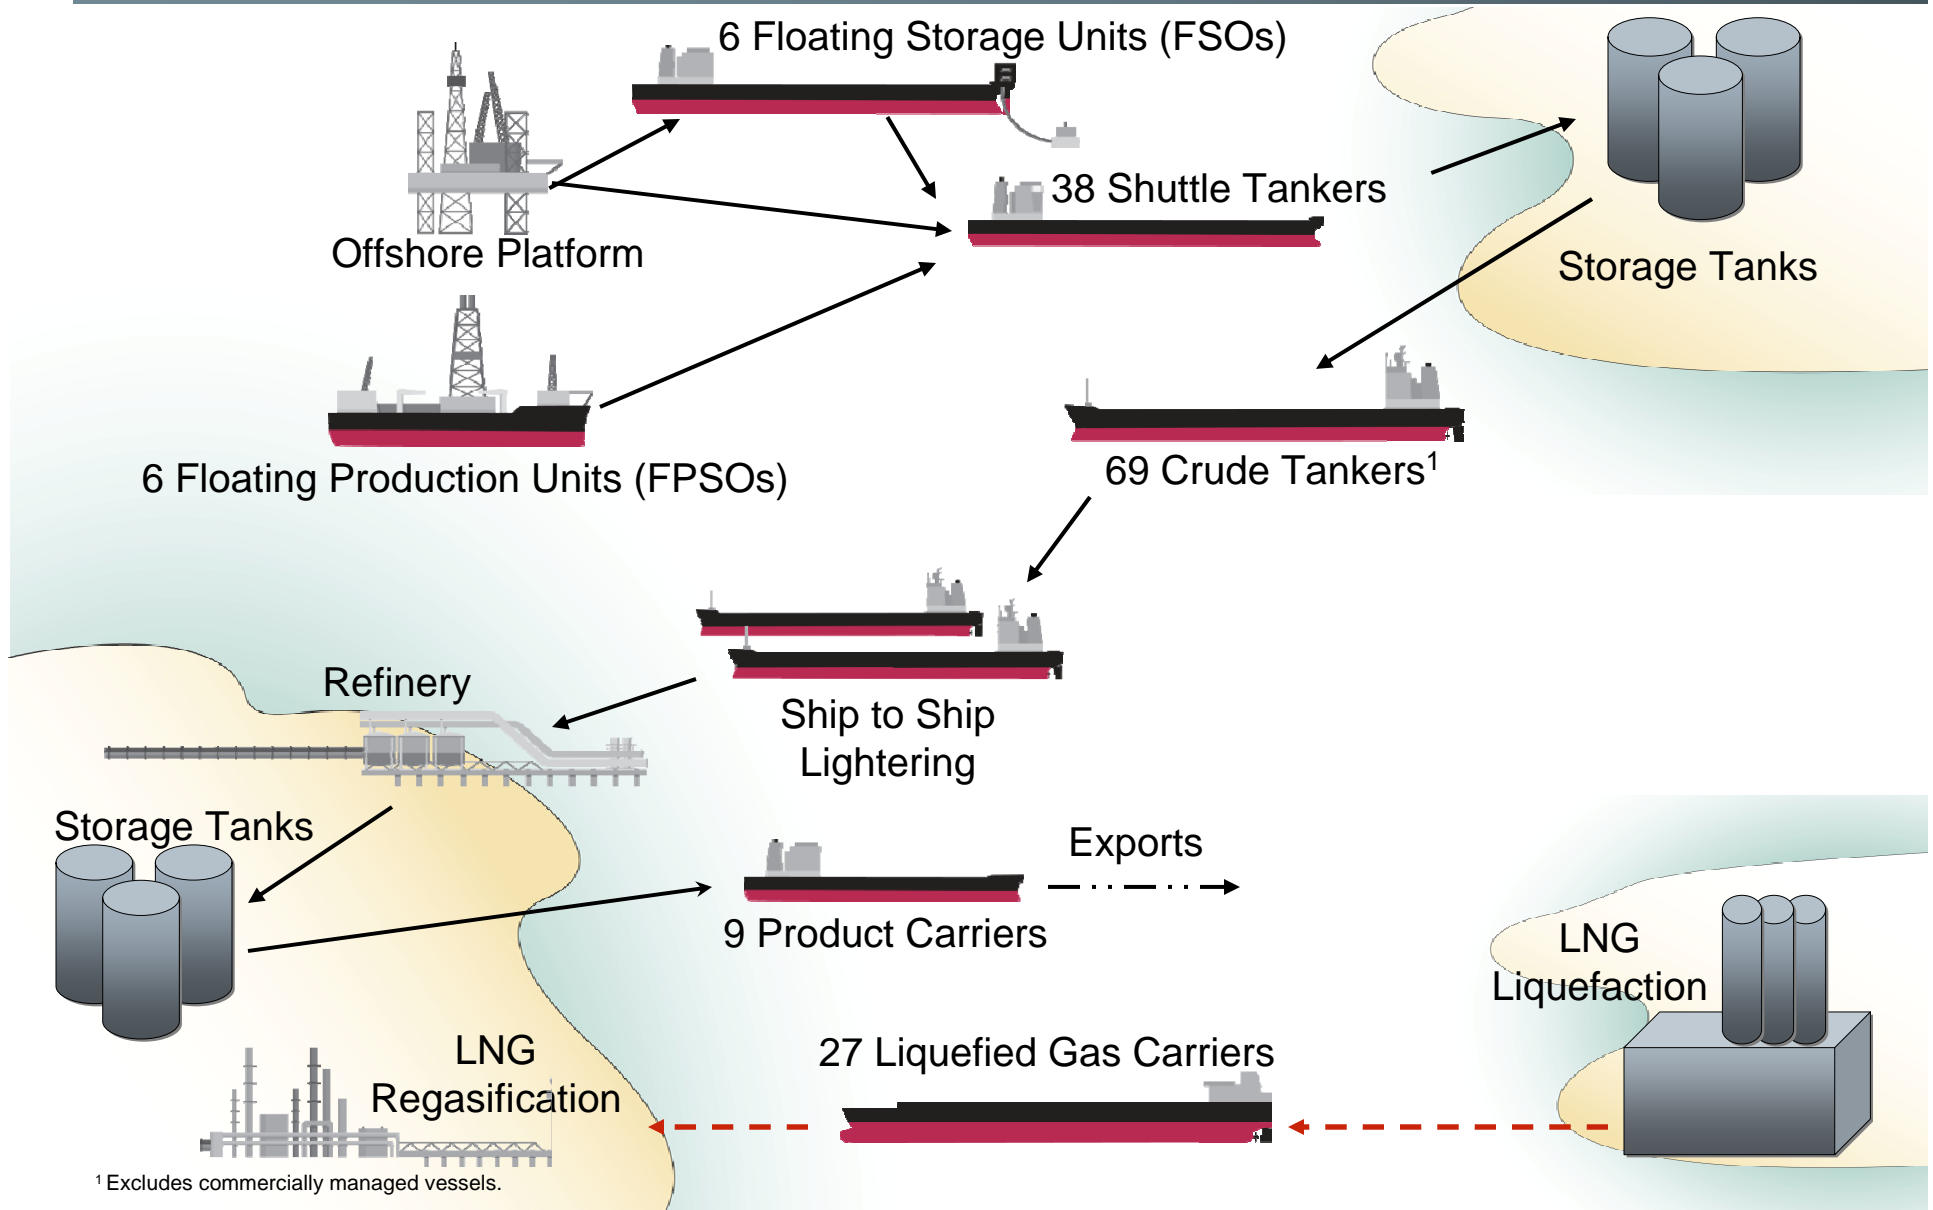 6 Floating Storage Units (FSOs)
38 Shuttle Tankers
Offshore Platform
Storage Tanks
6 Floating Production Units (FPSOs)
69 Crude Tankers¹
Refinery
Ship to Ship
Lightering
Storage Tanks
Exports
9 Product Carriers
LNG
Liquefaction
LNG
Regasification
27 Liquefied Gas Carriers
¹ Excludes commercially managed vessels.